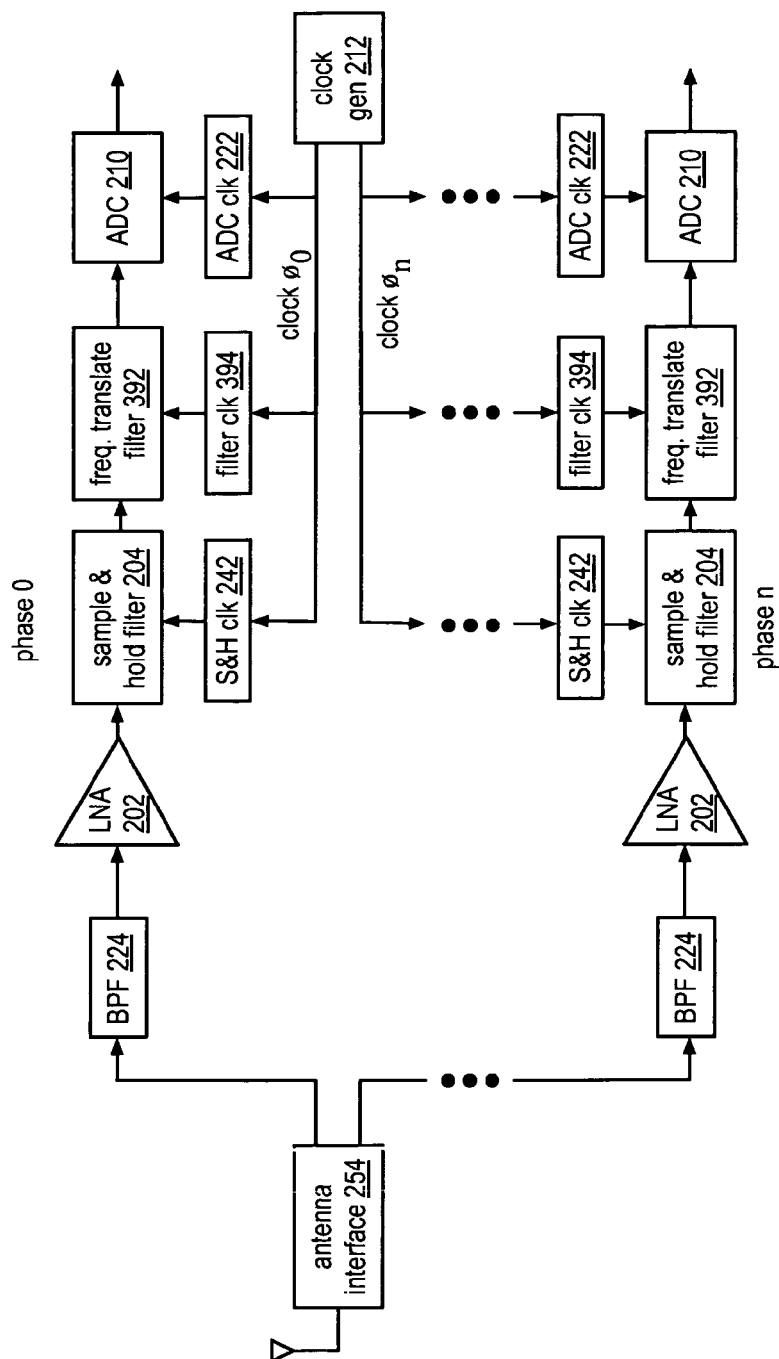 phase 0
antenna
interface 254
BPF 224
LNA
202
sample &
hold filter 204
freq. translate
filter 392
ADC 210
S&H clk 242
filter clk 394
ADC clk 222
clock ø0
clock
gen 212
clock øn
S&H clk 242
filter clk 394
ADC clk 222
BPF 224
LNA
202
sample &
hold filter 204
freq. translate
filter 392
ADC 210
phase n